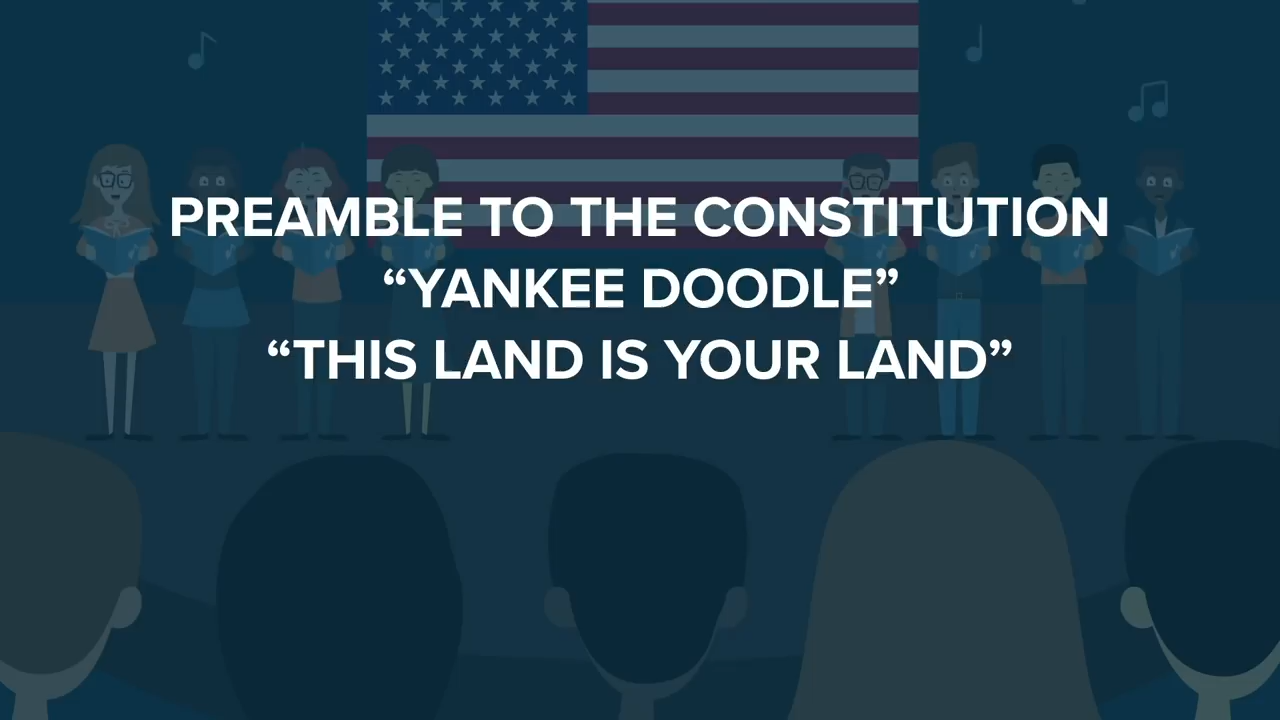 PREAMBLE TO THE CONSTITUTION
“YANKEE DOODLE”
“THIS LAND IS YOUR LAND”